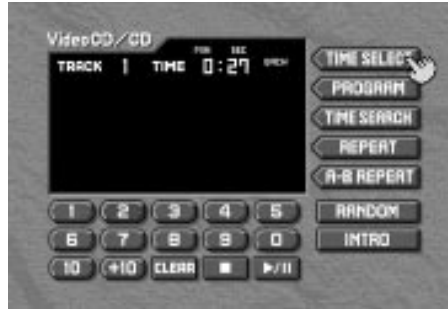 VideoCD/CD
MIN SEC
TRACK 1 TIME 0:27 EACH
TIME SELECT
PROGRAM
TIME SEARCH
REPEAT
A-B REPEAT
1 2 3 4 5 RANDOM
6 7 8 9 0 INTRO
10 +10 CLEAR ■ ▶/II